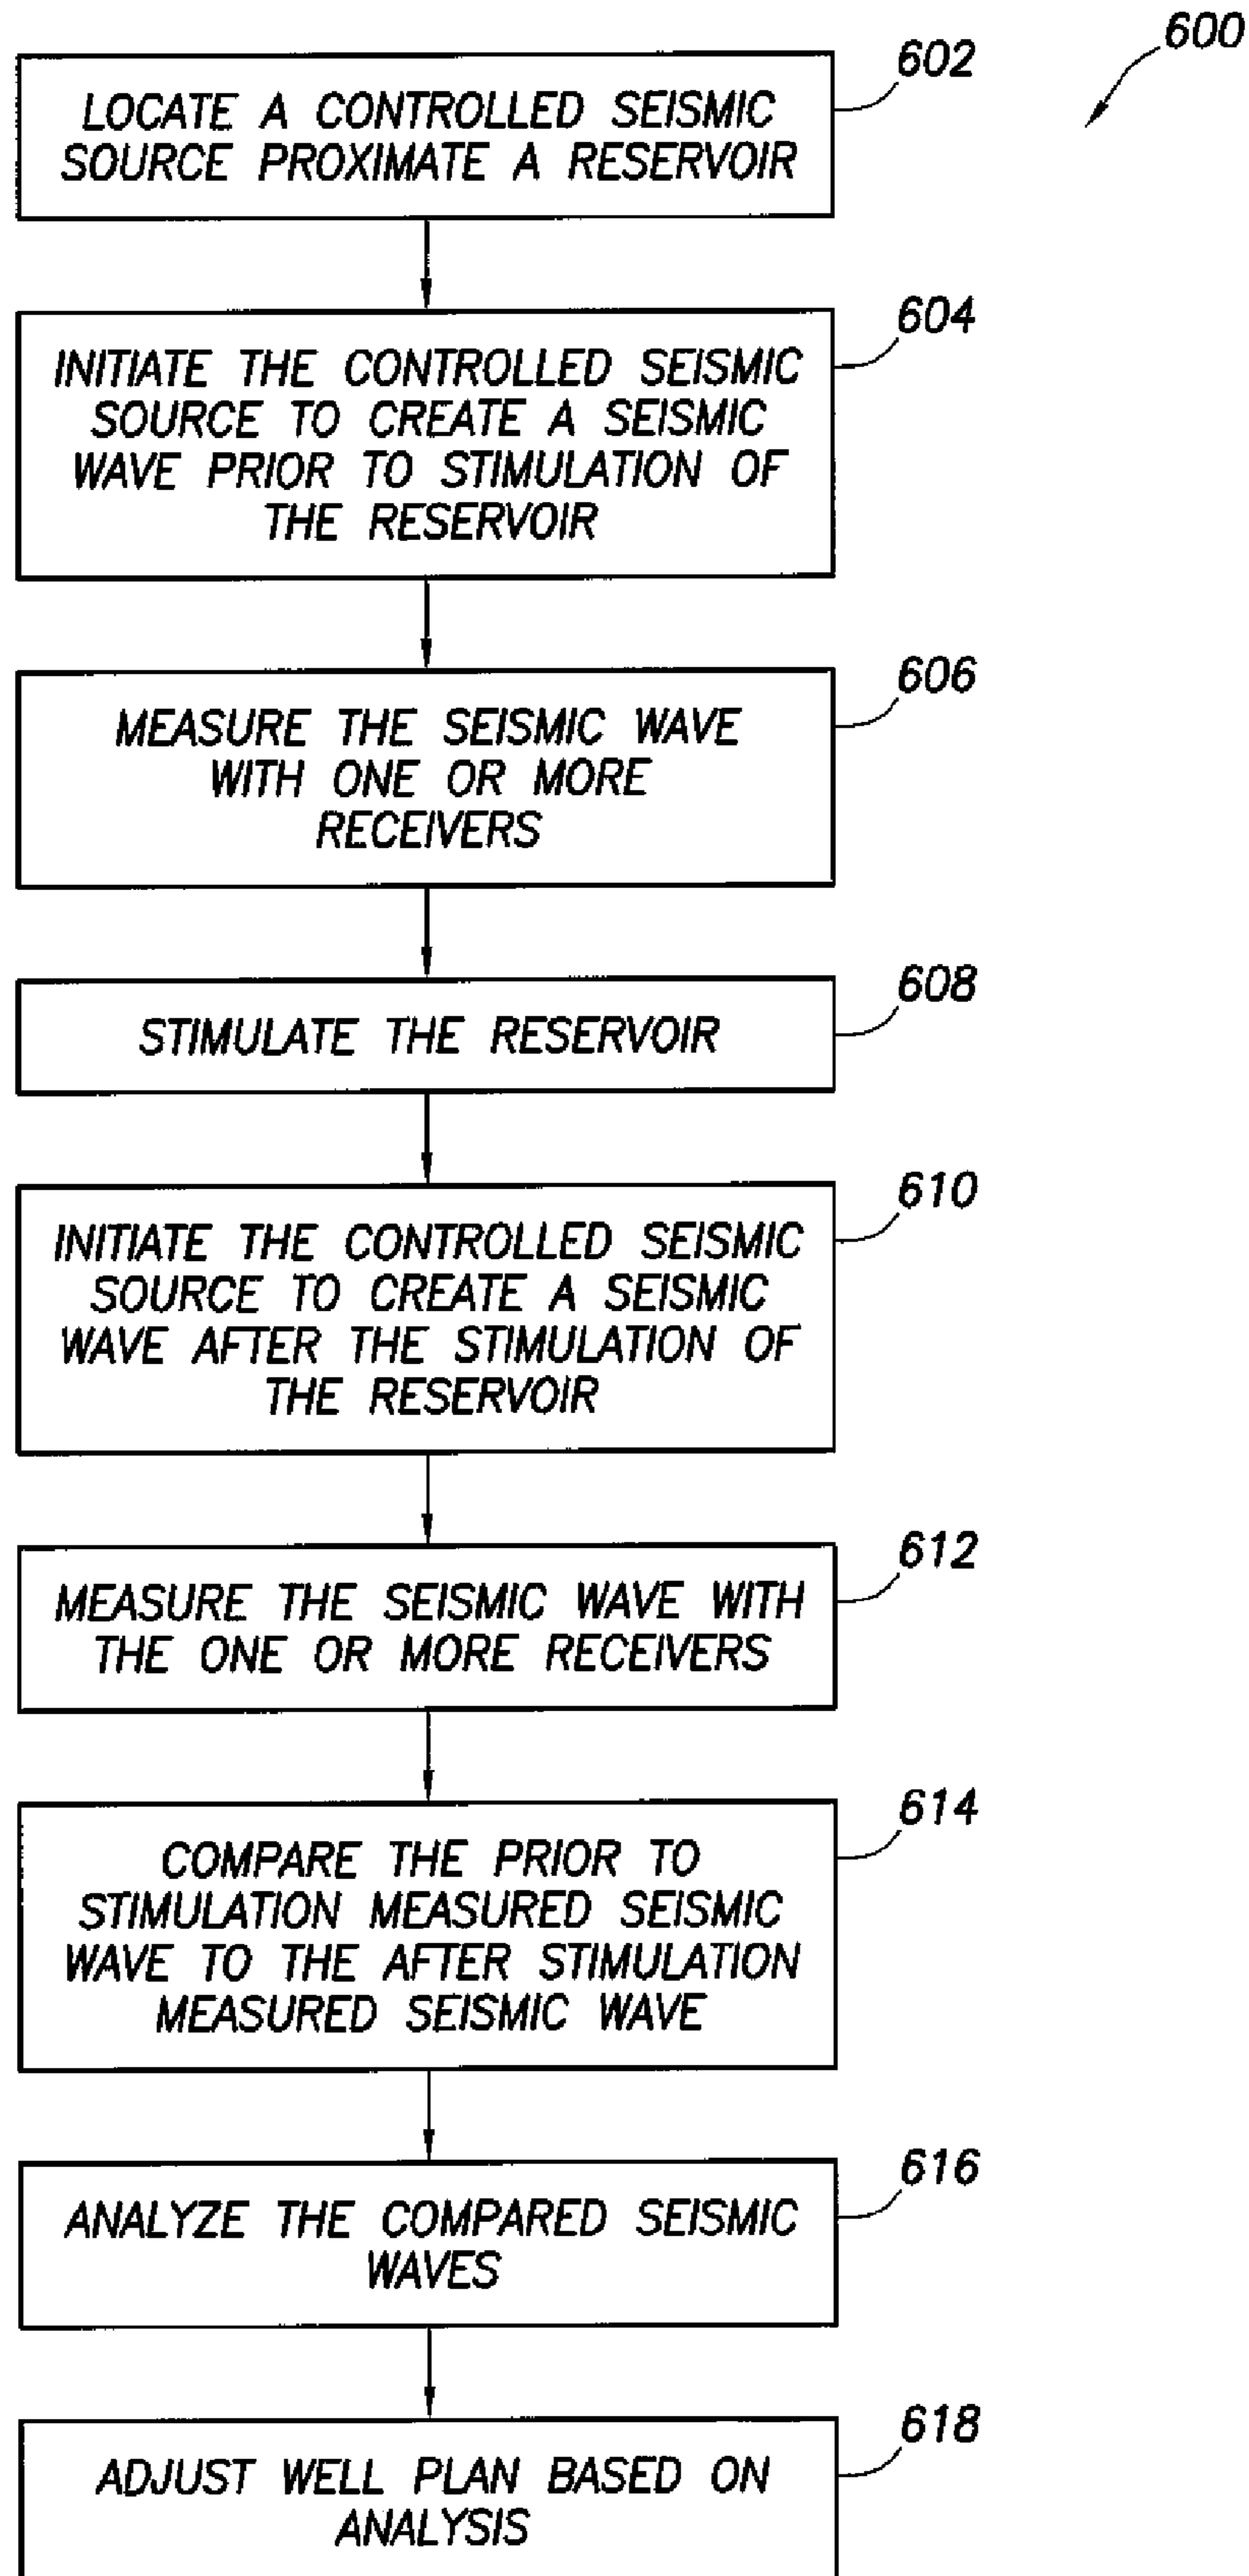 600
602
LOCATE A CONTROLLED SEISMIC
SOURCE PROXIMATE A RESERVOIR
604
INITIATE THE CONTROLLED SEISMIC
SOURCE TO CREATE A SEISMIC
WAVE PRIOR TO STIMULATION OF
THE RESERVOIR
606
MEASURE THE SEISMIC WAVE
WITH ONE OR MORE
RECEIVERS
608
STIMULATE THE RESERVOIR
610
INITIATE THE CONTROLLED SEISMIC
SOURCE TO CREATE A SEISMIC
WAVE AFTER THE STIMULATION OF
THE RESERVOIR
612
MEASURE THE SEISMIC WAVE WITH
THE ONE OR MORE RECEIVERS
614
COMPARE THE PRIOR TO
STIMULATION MEASURED SEISMIC
WAVE TO THE AFTER STIMULATION
MEASURED SEISMIC WAVE
616
ANALYZE THE COMPARED SEISMIC
WAVES
618
ADJUST WELL PLAN BASED ON
ANALYSIS